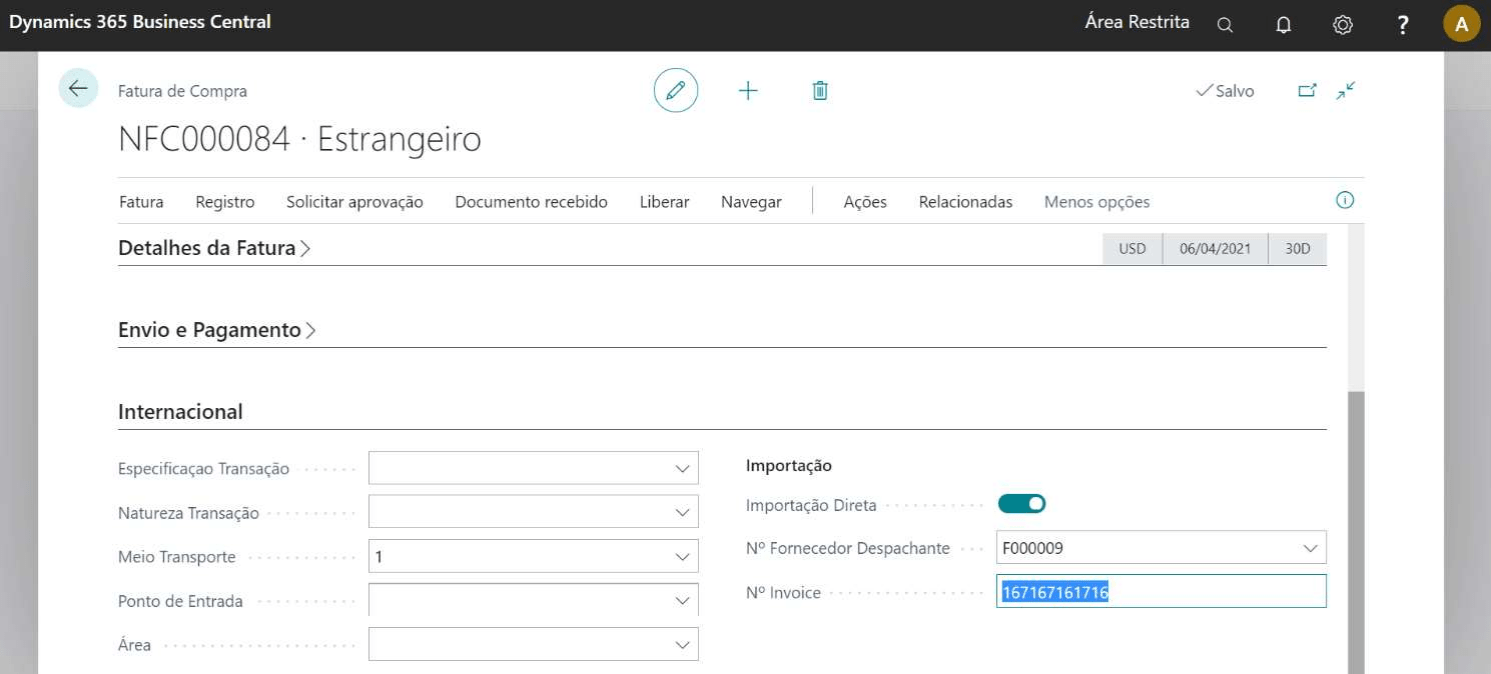 Dynamics 365 Business Central
Área Restrita
?
A
Fatura de Compra
Salvo
NFC000084 · Estrangeiro
Fatura Registro Solicitar aprovação Documento recebido Liberar Navegar Ações Relacionadas Menos opções
Detalhes da Fatura
USD 06/04/2021 30D
Envio e Pagamento
Internacional
Especificaçao Transação
Natureza Transação
Meio Transporte 1
Ponto de Entrada
Área
Importação
Importação Direta
Nº Fornecedor Despachante F000009
Nº Invoice 167167161716